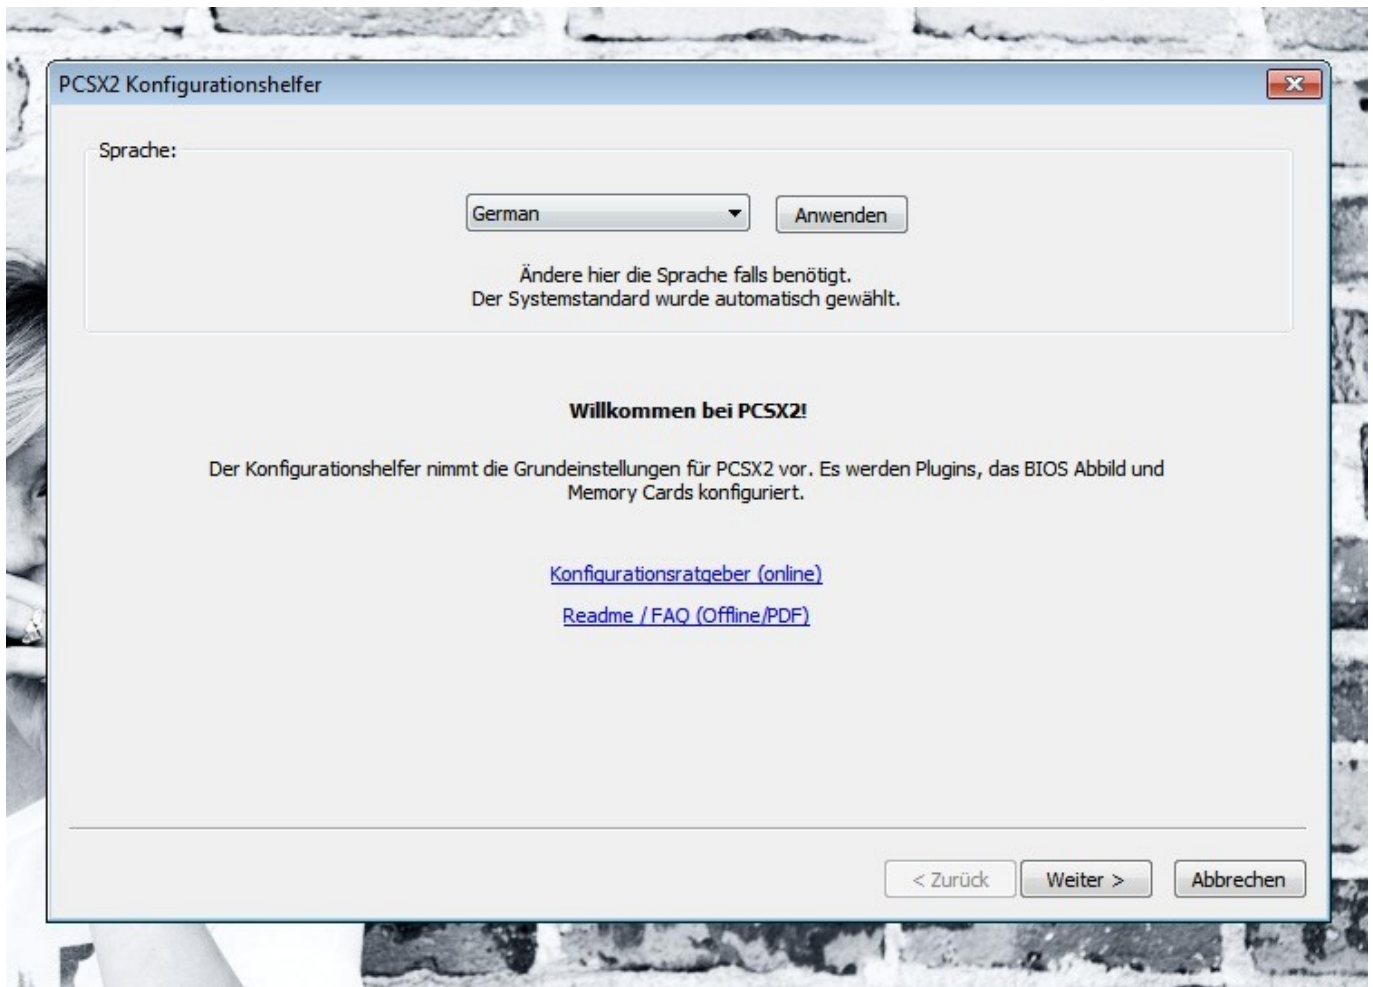 PCSX2 Konfigurationshelfer
Sprache:
German
Anwenden
Ändere hier die Sprache falls benötigt.
Der Systemstandard wurde automatisch gewählt.
Willkommen bei PCSX2!
Der Konfigurationshelfer nimmt die Grundeinstellungen für PCSX2 vor. Es werden Plugins, das BIOS Abbild und
Memory Cards konfiguriert.
Konfigurationsratgeber (online)
Readme / FAQ (Offline/PDF)
< Zurück
Weiter >
Abbrechen